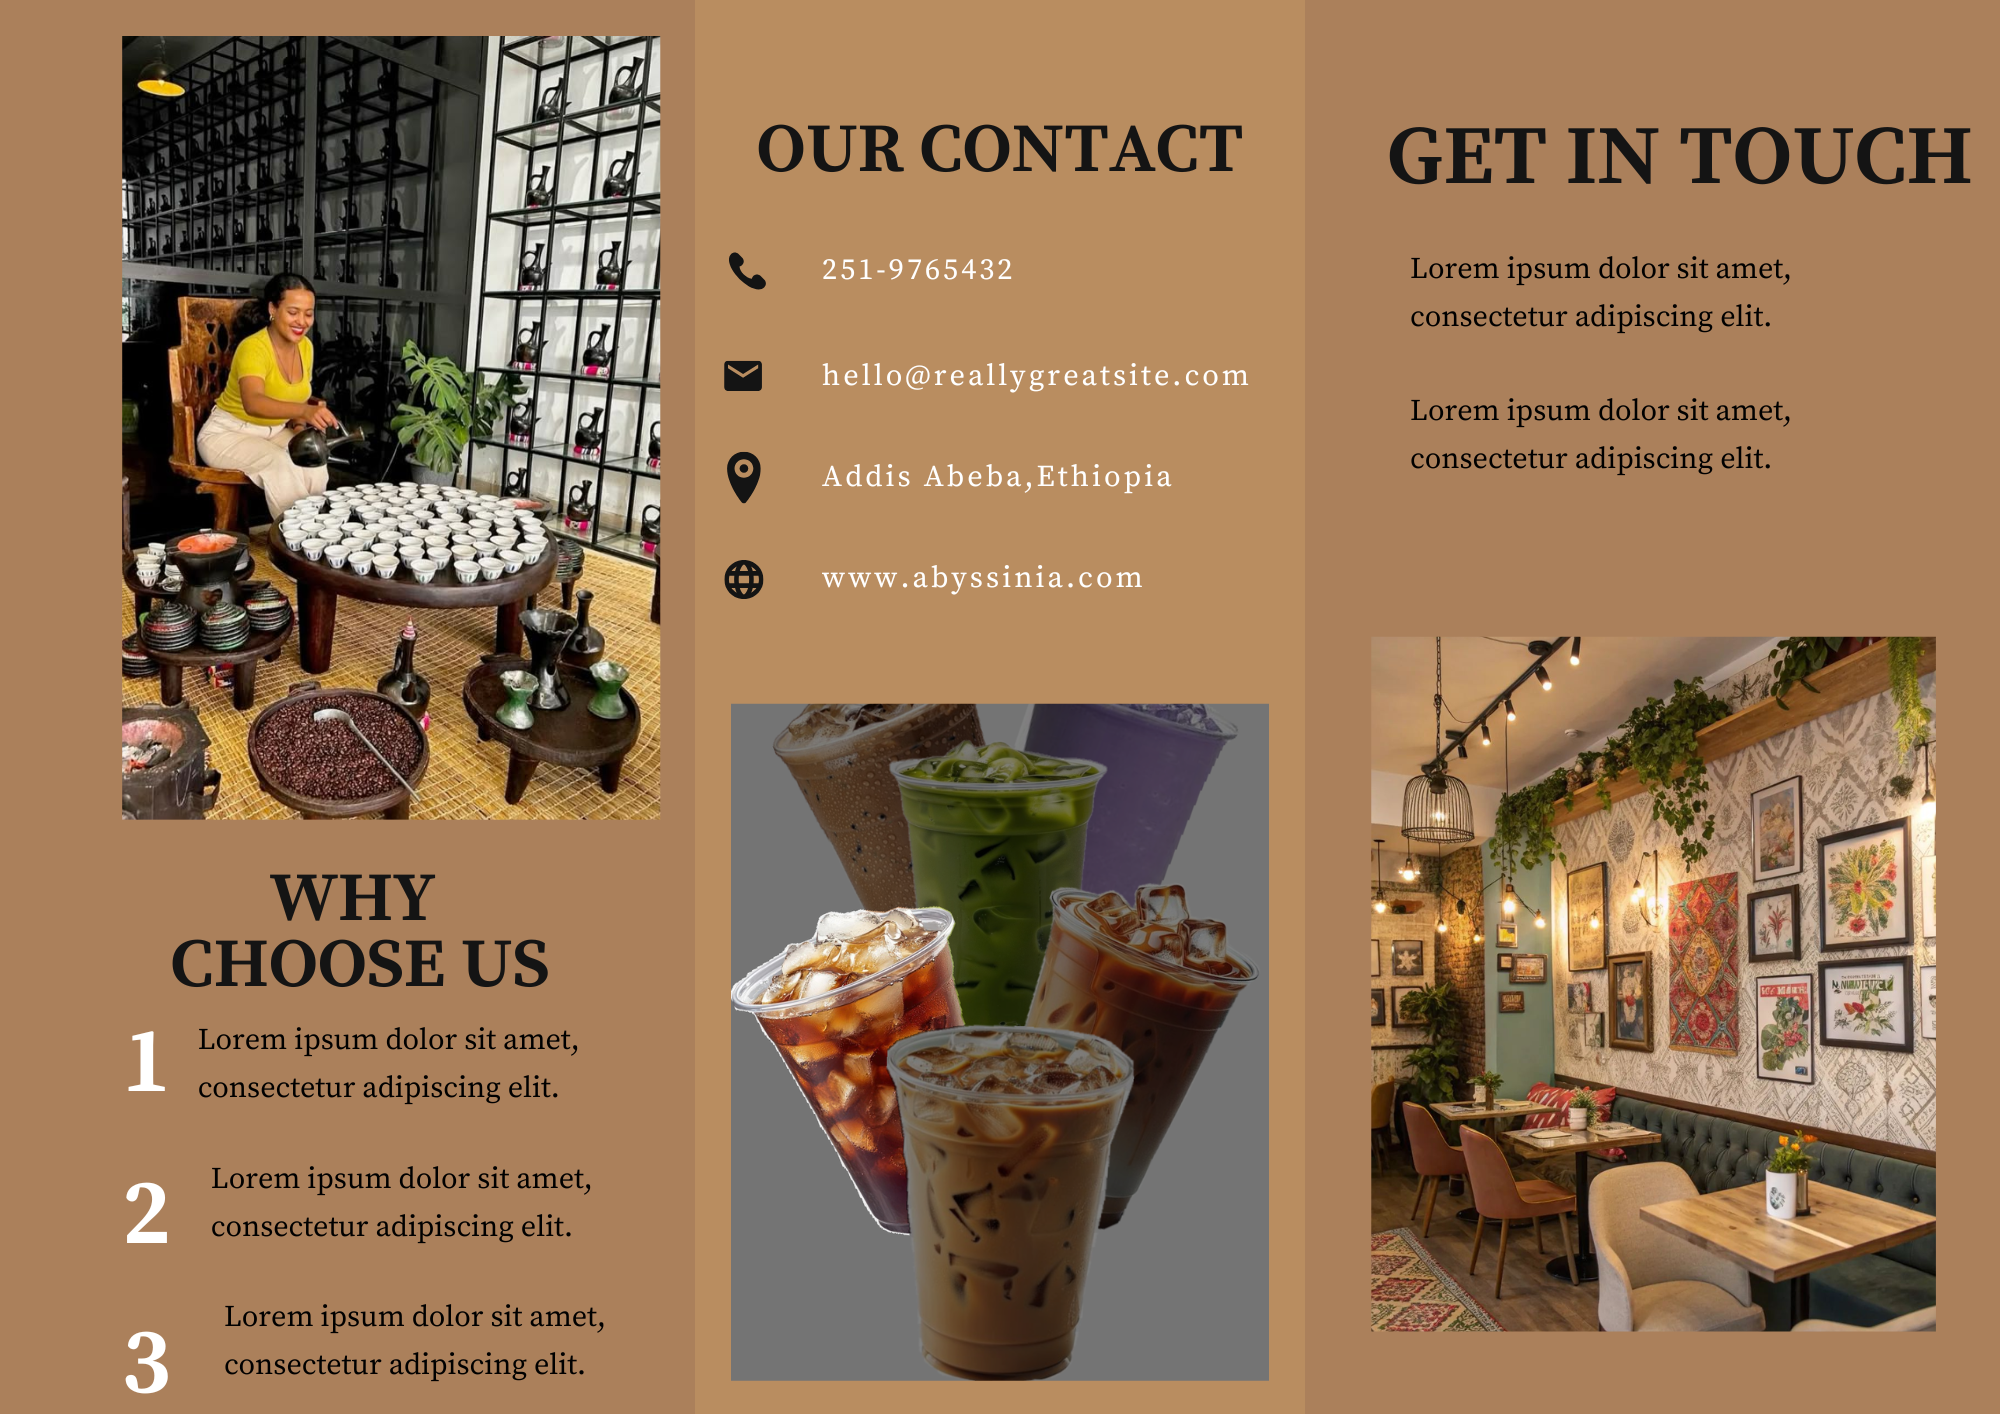 WHY
CHOOSE US
1
Lorem ipsum dolor sit amet,
consectetur adipiscing elit.
2
Lorem ipsum dolor sit amet,
consectetur adipiscing elit.
3
Lorem ipsum dolor sit amet,
consectetur adipiscing elit.
OUR CONTACT
251-9765432
hello@reallygreatsite.com
Addis Abeba,Ethiopia
www.abyssinia.com
GET IN TOUCH
Lorem ipsum dolor sit amet,
consectetur adipiscing elit.
Lorem ipsum dolor sit amet,
consectetur adipiscing elit.